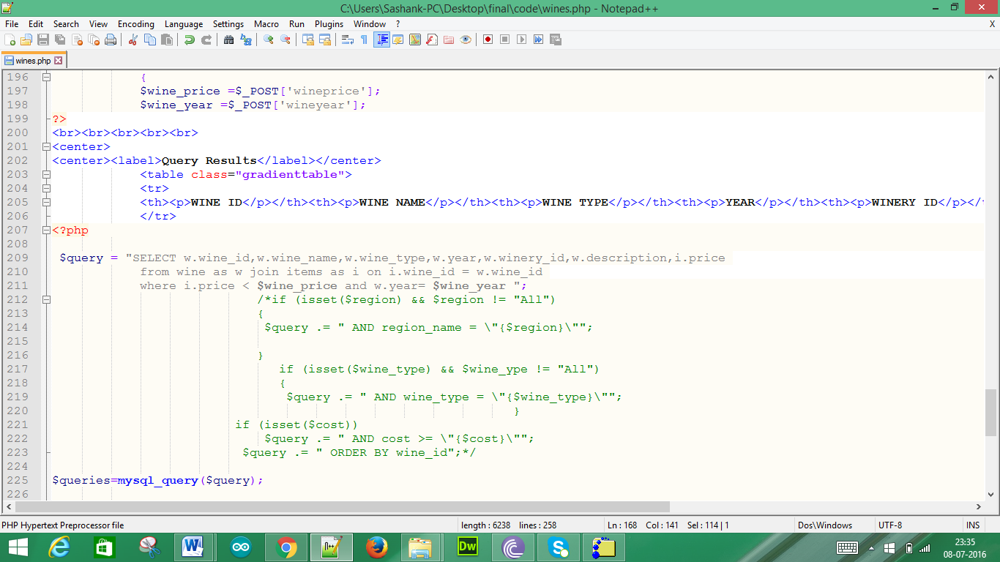 C:\Users\Sashank-PC\Desktop\final\code\wines.php - Notepad++
File Edit Search View Encoding Language Settings Macro Run Plugins Window ? X
wines.php
196 {
197 $wine_price =$_POST['wineprice'];
198 $wine_year =$_POST['wineyear'];
199 ?>
200 <br><br><br><br><br>
201 <center>
202 <center><label>Query Results</label></center>
203 <table class="gradienttable">
204 <tr>
205 <th><p>WINE ID</p></th><th><p>WINE NAME</p></th><th><p>WINE TYPE</p></th><th><p>YEAR</p></th><th><p>WINERY ID</p></
206 </tr>
207 <?php
208
209 $query = "SELECT w.wine_id,w.wine_name,w.wine_type,w.year,w.winery_id,w.description,i.price
210 from wine as w join items as i on i.wine_id = w.wine_id
211 where i.price < $wine_price and w.year= $wine_year ";
212 /*if (isset($region) && $region != "All")
213 {
214 $query .= " AND region_name = \"{$region}\"";
215
216 }
217 if (isset($wine_type) && $wine_ype != "All")
218 {
219 $query .= " AND wine_type = \"{$wine_type}\"";
220 }
221 if (isset($cost))
222 $query .= " AND cost >= \"{$cost}\"";
223 $query .= " ORDER BY wine_id";*/
224
225 $queries=mysql_query($query);
226
PHP Hypertext Preprocessor file length : 6238 lines : 258 Ln : 168 Col : 141 Sel : 114 | 1 Dos\Windows UTF-8 INS
Dw
23:35
08-07-2016